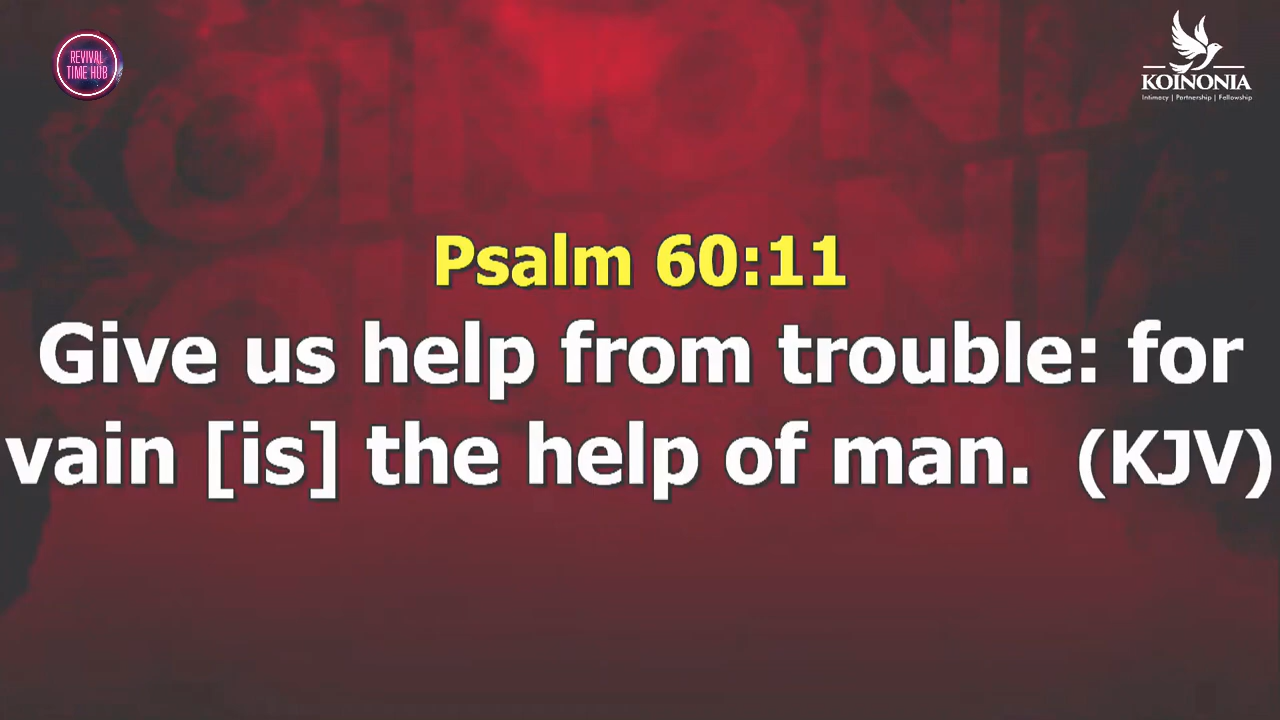 REVIVAL
TIME HUB
KOINONIA
Intimacy | Partnership | Fellowship
Psalm 60:11
Give us help from trouble: for
vain [is] the help of man.  (KJV)